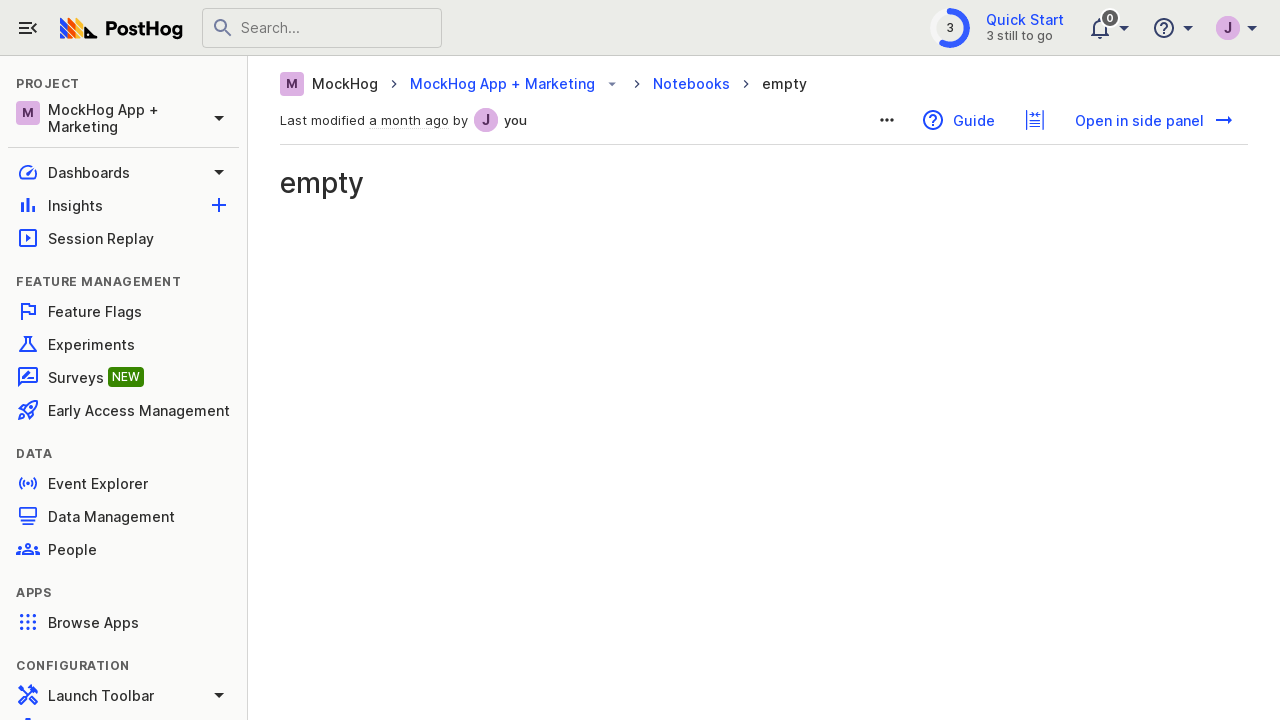 PostHog
Search...
3
Quick Start
3 still to go
0
J
PROJECT
M
MockHog App +
Marketing
Dashboards
Insights
Session Replay
FEATURE MANAGEMENT
Feature Flags
Experiments
Surveys NEW
Early Access Management
DATA
Event Explorer
Data Management
People
APPS
Browse Apps
CONFIGURATION
Launch Toolbar
M MockHog > MockHog App + Marketing > Notebooks > empty
Last modified a month ago by J you
Guide
Open in side panel
empty